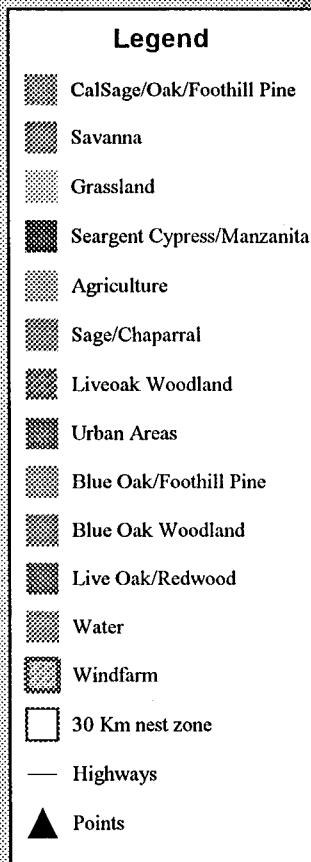 Legend
CalSage/Oak/Foothill Pine
Savanna
Grassland
Seargent Cypress/Manzanita
Agriculture
Sage/Chaparral
Liveoak Woodland
Urban Areas
Blue Oak/Foothill Pine
Blue Oak Woodland
Live Oak/Redwood
Water
Windfarm
30 Km nest zone
Highways
Points